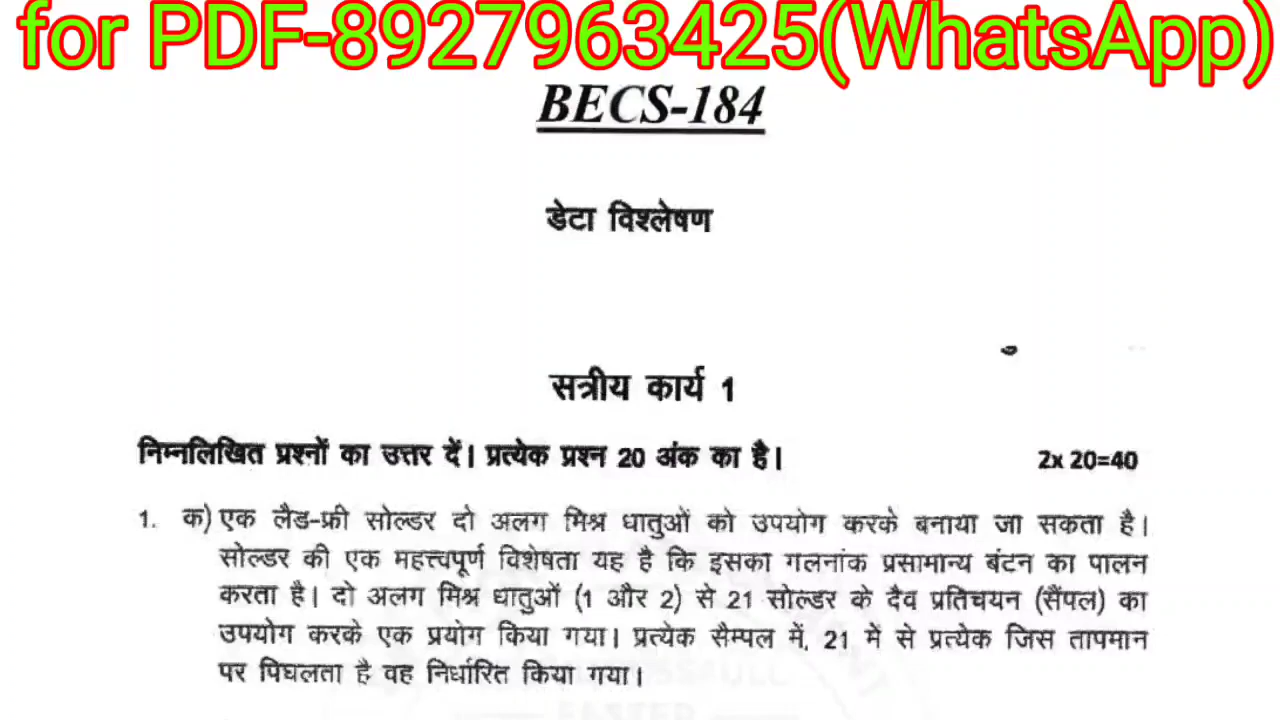 for PDF-8927963425(WhatsApp)
BECS-184
डेटा विश्लेषण
सत्रीय कार्य 1
निम्नलिखित प्रश्नों का उत्तर दें। प्रत्येक प्रश्न 20 अंक का है। 2x 20=40
1. क) एक लैड-फ्री सोल्डर दो अलग मिश्र धातुओं को उपयोग करके बनाया जा सकता है।
सोल्डर की एक महत्त्वपूर्ण विशेषता यह है कि इसका गलनांक प्रसामान्य बंटन का पालन
करता है। दो अलग मिश्र धातुओं (1 और 2) से 21 सोल्डर के दैव प्रतिचयन (सैंपल) का
उपयोग करके एक प्रयोग किया गया। प्रत्येक सैम्पल में, 21 में से प्रत्येक जिस तापमान
पर पिघलता है वह निर्धारित किया गया।